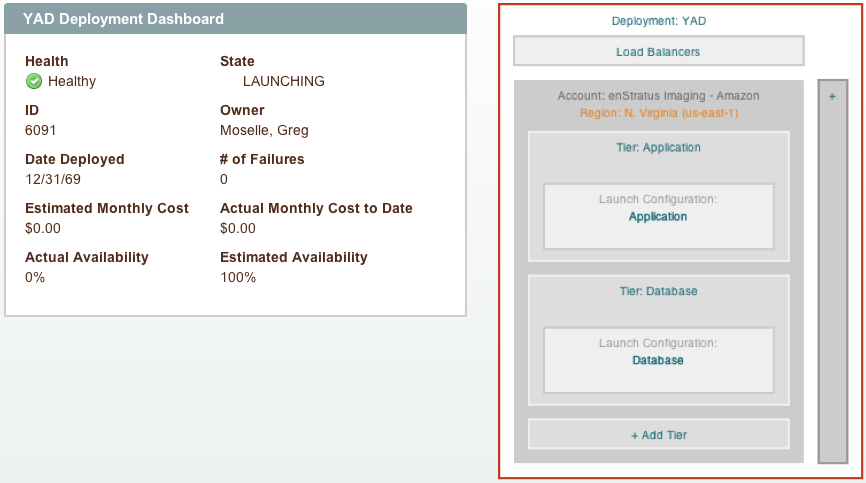 YAD Deployment Dashboard
Health
Healthy
State
LAUNCHING
ID
6091
Owner
Moselle, Greg
Date Deployed
12/31/69
# of Failures
0
Estimated Monthly Cost
$0.00
Actual Monthly Cost to Date
$0.00
Actual Availability
0%
Estimated Availability
100%
Deployment: YAD
Load Balancers
Account: enStratus Imaging - Amazon
Region: N. Virginia (us-east-1)
Tier: Application
Launch Configuration:
Application
Tier: Database
Launch Configuration:
Database
+ Add Tier
+